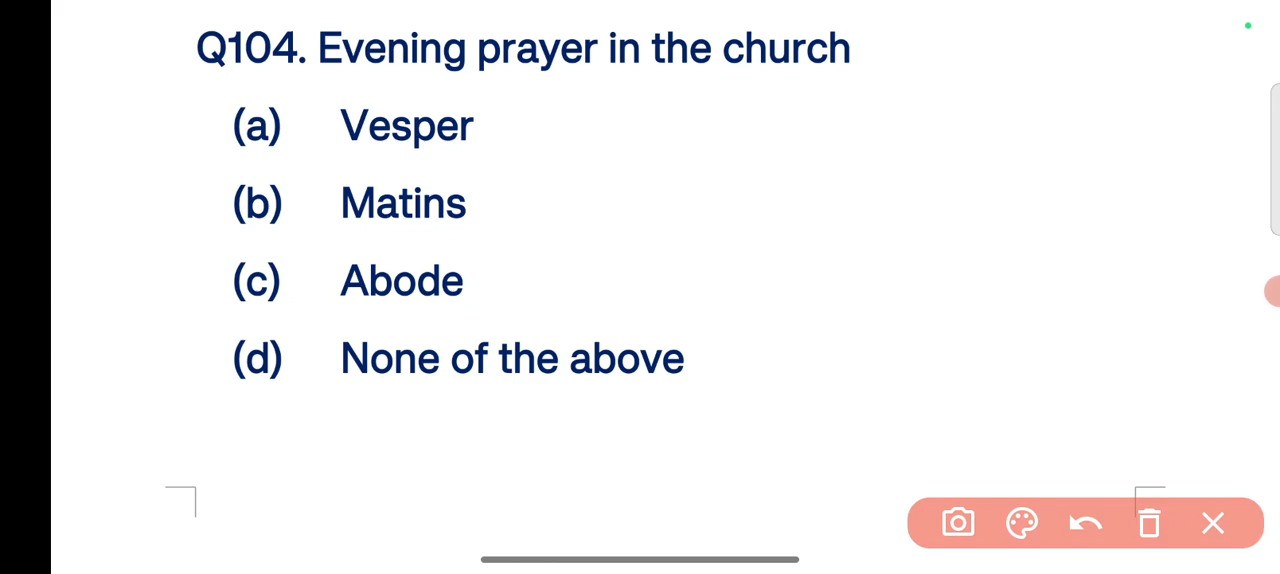 Q104. Evening prayer in the church
(a) Vesper
(b) Matins
(c) Abode
(d) None of the above